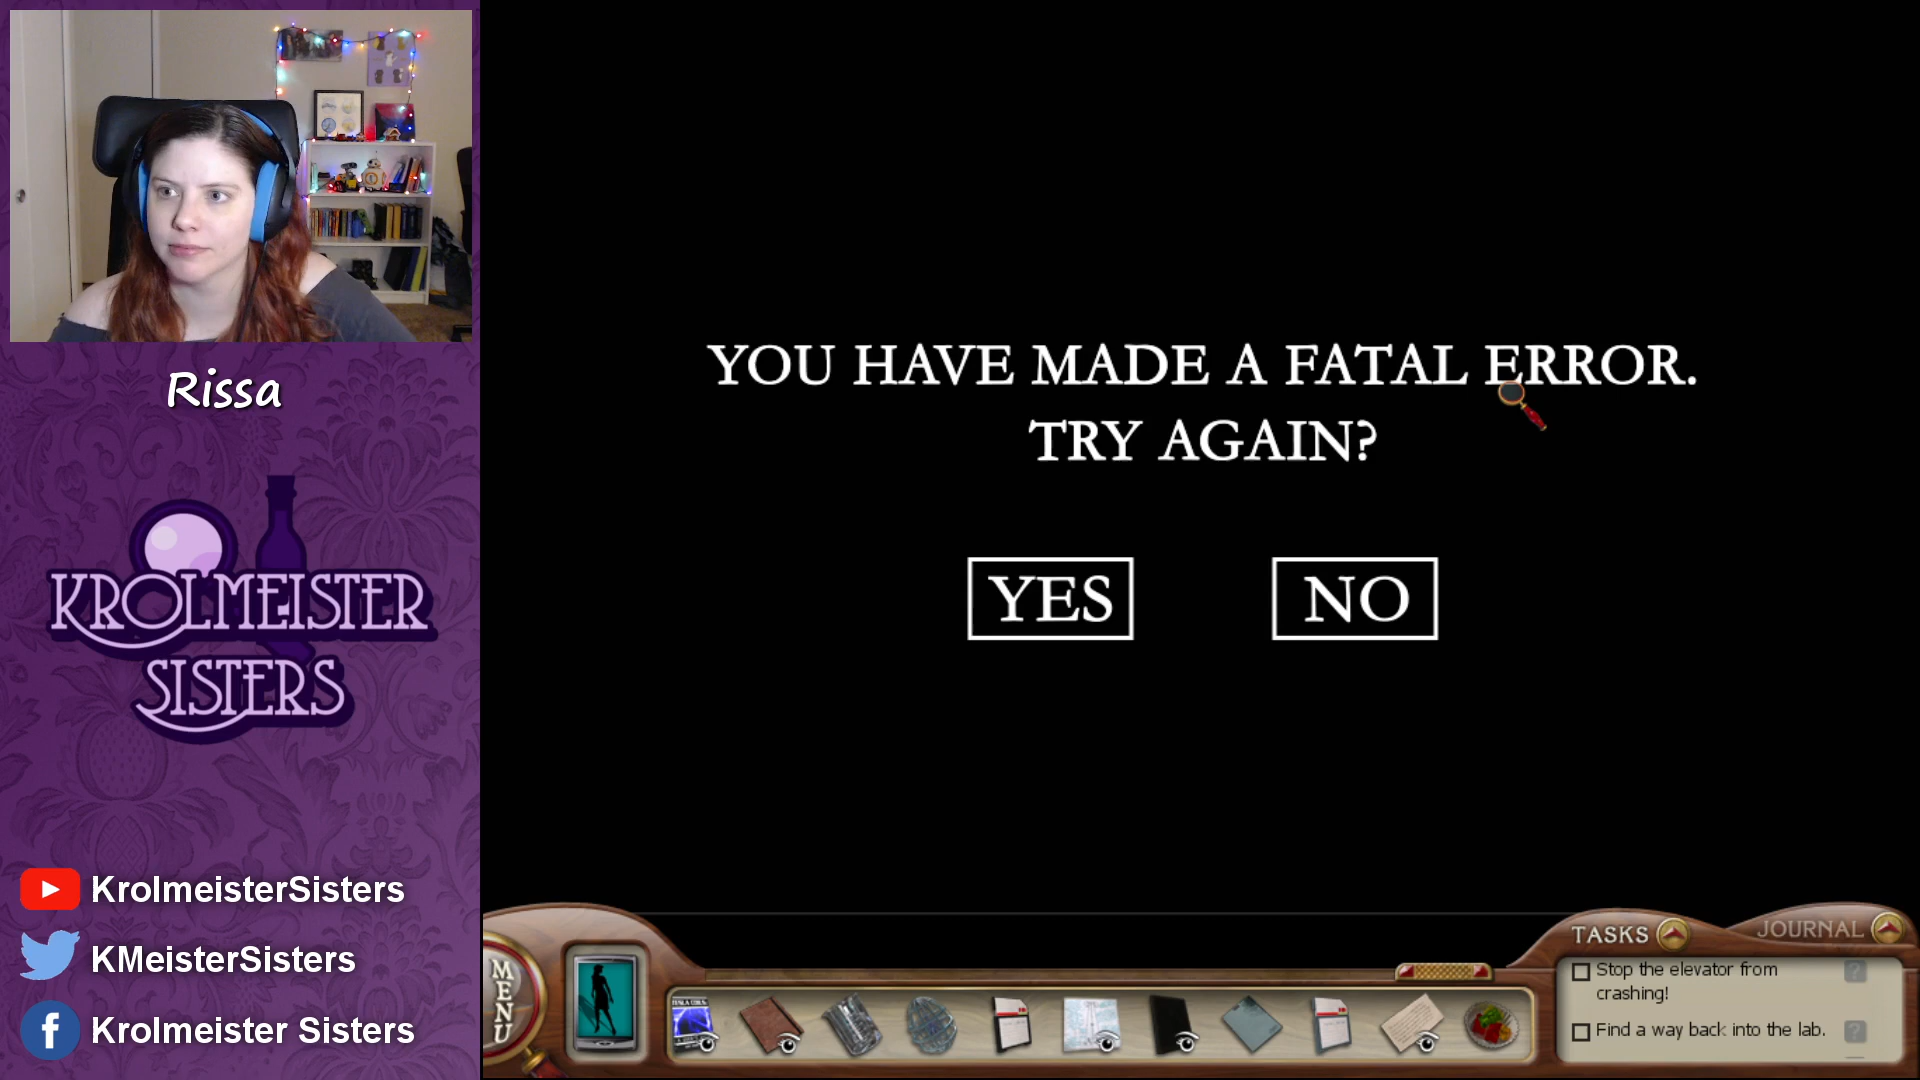 Rissa
KROLMEISTER
SISTERS
KrolmeisterSisters
KMeisterSisters
Krolmeister Sisters
YOU HAVE MADE A FATAL ERROR.
TRY AGAIN?
YES
NO
MENU
TASKS
JOURNAL
Stop the elevator from
crashing!
Find a way back into the lab.
?
?